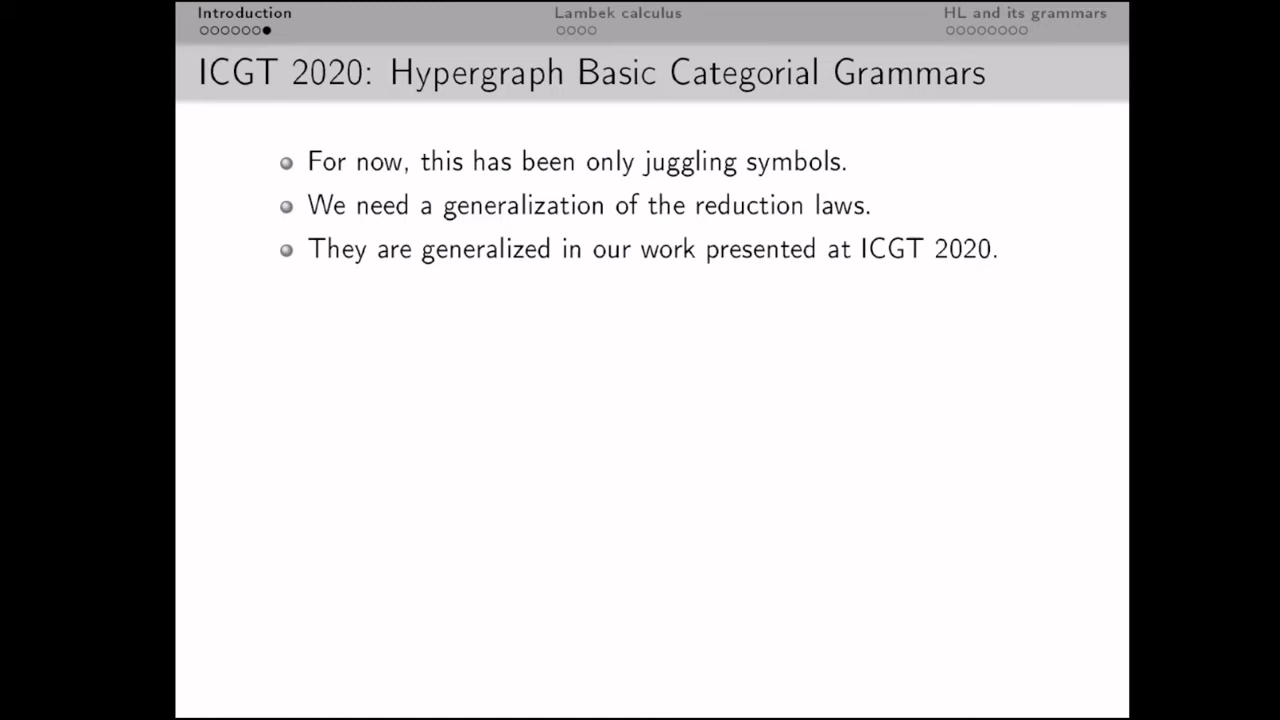 Introduction
Lambek calculus
HL and its grammars
ICGT 2020: Hypergraph Basic Categorial Grammars
For now, this has been only juggling symbols.
We need a generalization of the reduction laws.
They are generalized in our work presented at ICGT 2020.